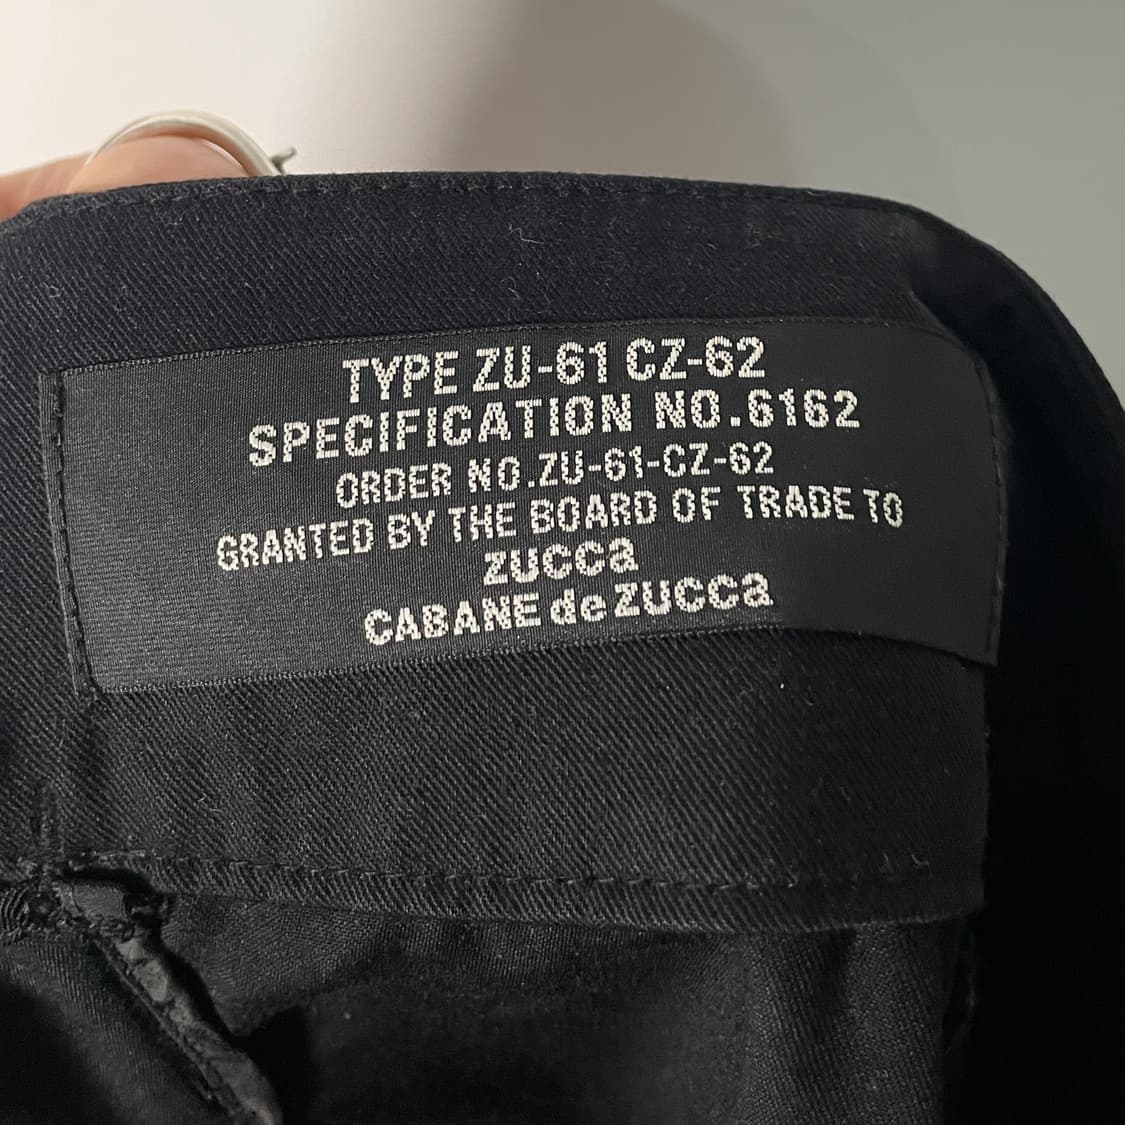 TYPE ZU-61 CZ-62
SPECIFICATION NO.6162
ORDER NO.ZU-61-CZ-62
GRANTED BY THE BOARD OF TRADE TO
zucca
CABANE de zucca